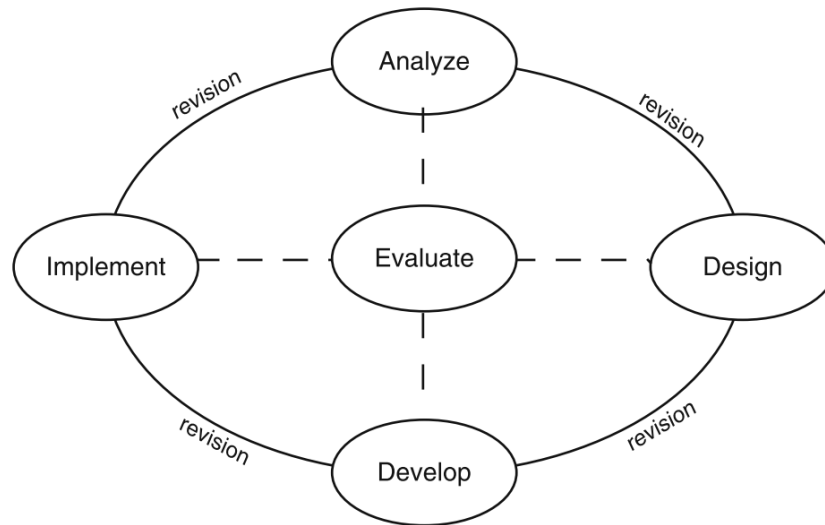 Analyze
revision
revision
Implement
Evaluate
Design
revision
revision
Develop